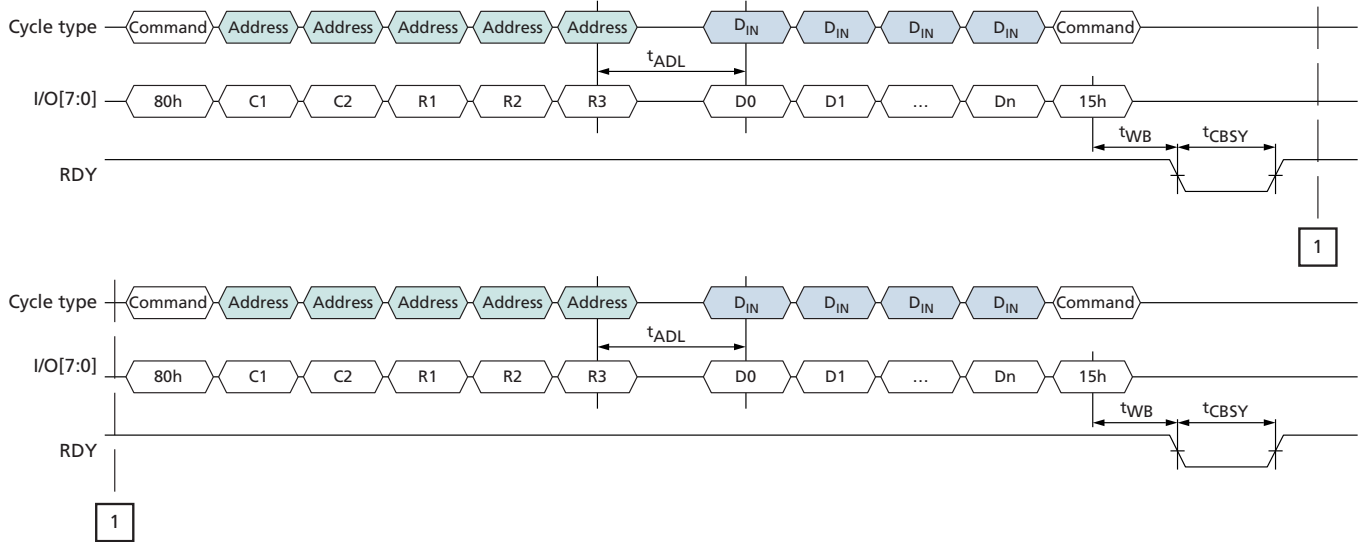 Cycle type Command Address Address Address Address Address DIN DIN DIN DIN Command
tADL
I/O[7:0] 80h C1 C2 R1 R2 R3 D0 D1 … Dn 15h
tWB tCBSY
RDY
1
Cycle type Command Address Address Address Address Address DIN DIN DIN DIN Command
tADL
I/O[7:0] 80h C1 C2 R1 R2 R3 D0 D1 … Dn 15h
tWB tCBSY
RDY
1